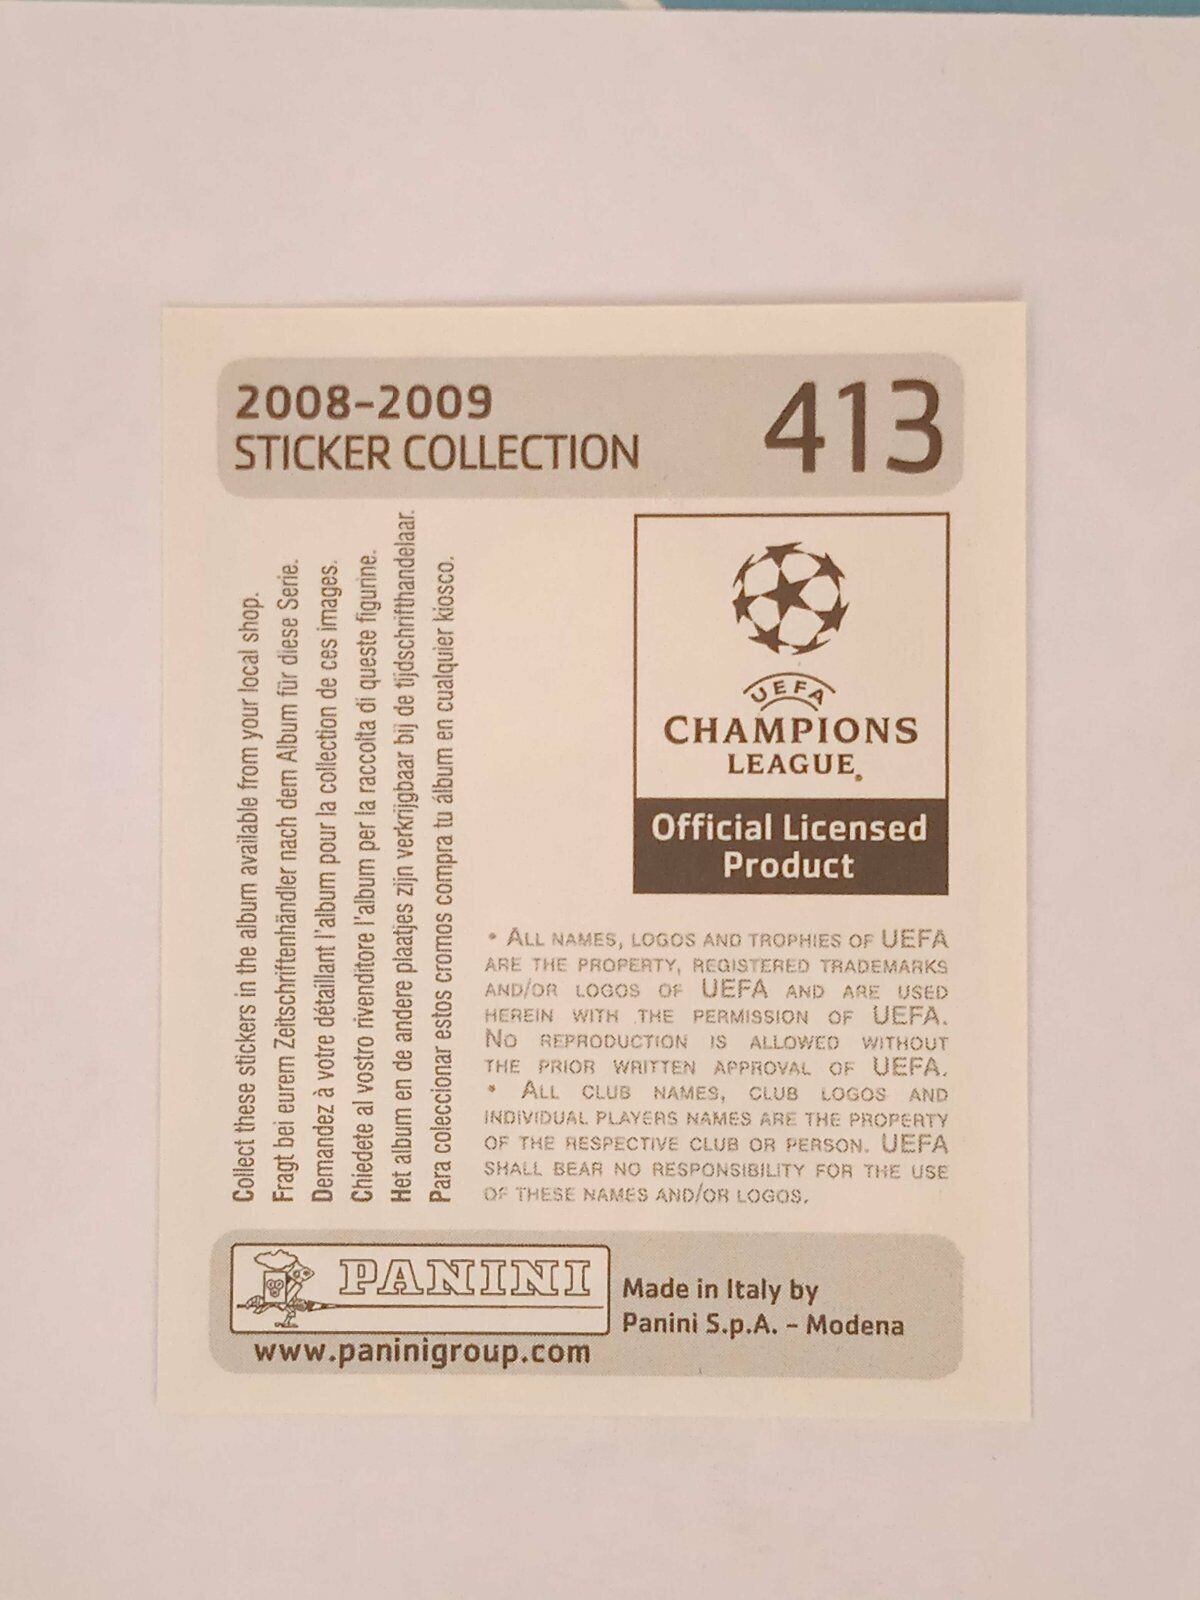 2008-2009
STICKER COLLECTION
413
Collect these stickers in the album available from your local shop.
Fragt bei eurem Zeitschriftenhändler nach dem Album für diese Serie.
Demandez à votre détaillant l'album pour la collection de ces images.
Chiedete al vostro rivenditore l'album per la raccolta di queste figurine.
Het album en de andere plaatjes zijn verkrijgbaar bij de tijdschrifthandelaar.
Para coleccionar estos cromos compra tu álbum en cualquier kiosco.
UEFA
CHAMPIONS
LEAGUE
Official Licensed
Product
• ALL NAMES, LOGOS AND TROPHIES OF UEFA
ARE THE PROPERTY, REGISTERED TRADEMARKS
AND/OR LOGOS OF UEFA AND ARE USED
HEREIN WITH THE PERMISSION OF UEFA.
NO REPRODUCTION IS ALLOWED WITHOUT
THE PRIOR WRITTEN APPROVAL OF UEFA.
• ALL CLUB NAMES, CLUB LOGOS AND
INDIVIDUAL PLAYERS NAMES ARE THE PROPERTY
OF THE RESPECTIVE CLUB OR PERSON. UEFA
SHALL BEAR NO RESPONSIBILITY FOR THE USE
OF THESE NAMES AND/OR LOGOS.
PANINI
www.paninigroup.com
Made in Italy by
Panini S.p.A. - Modena